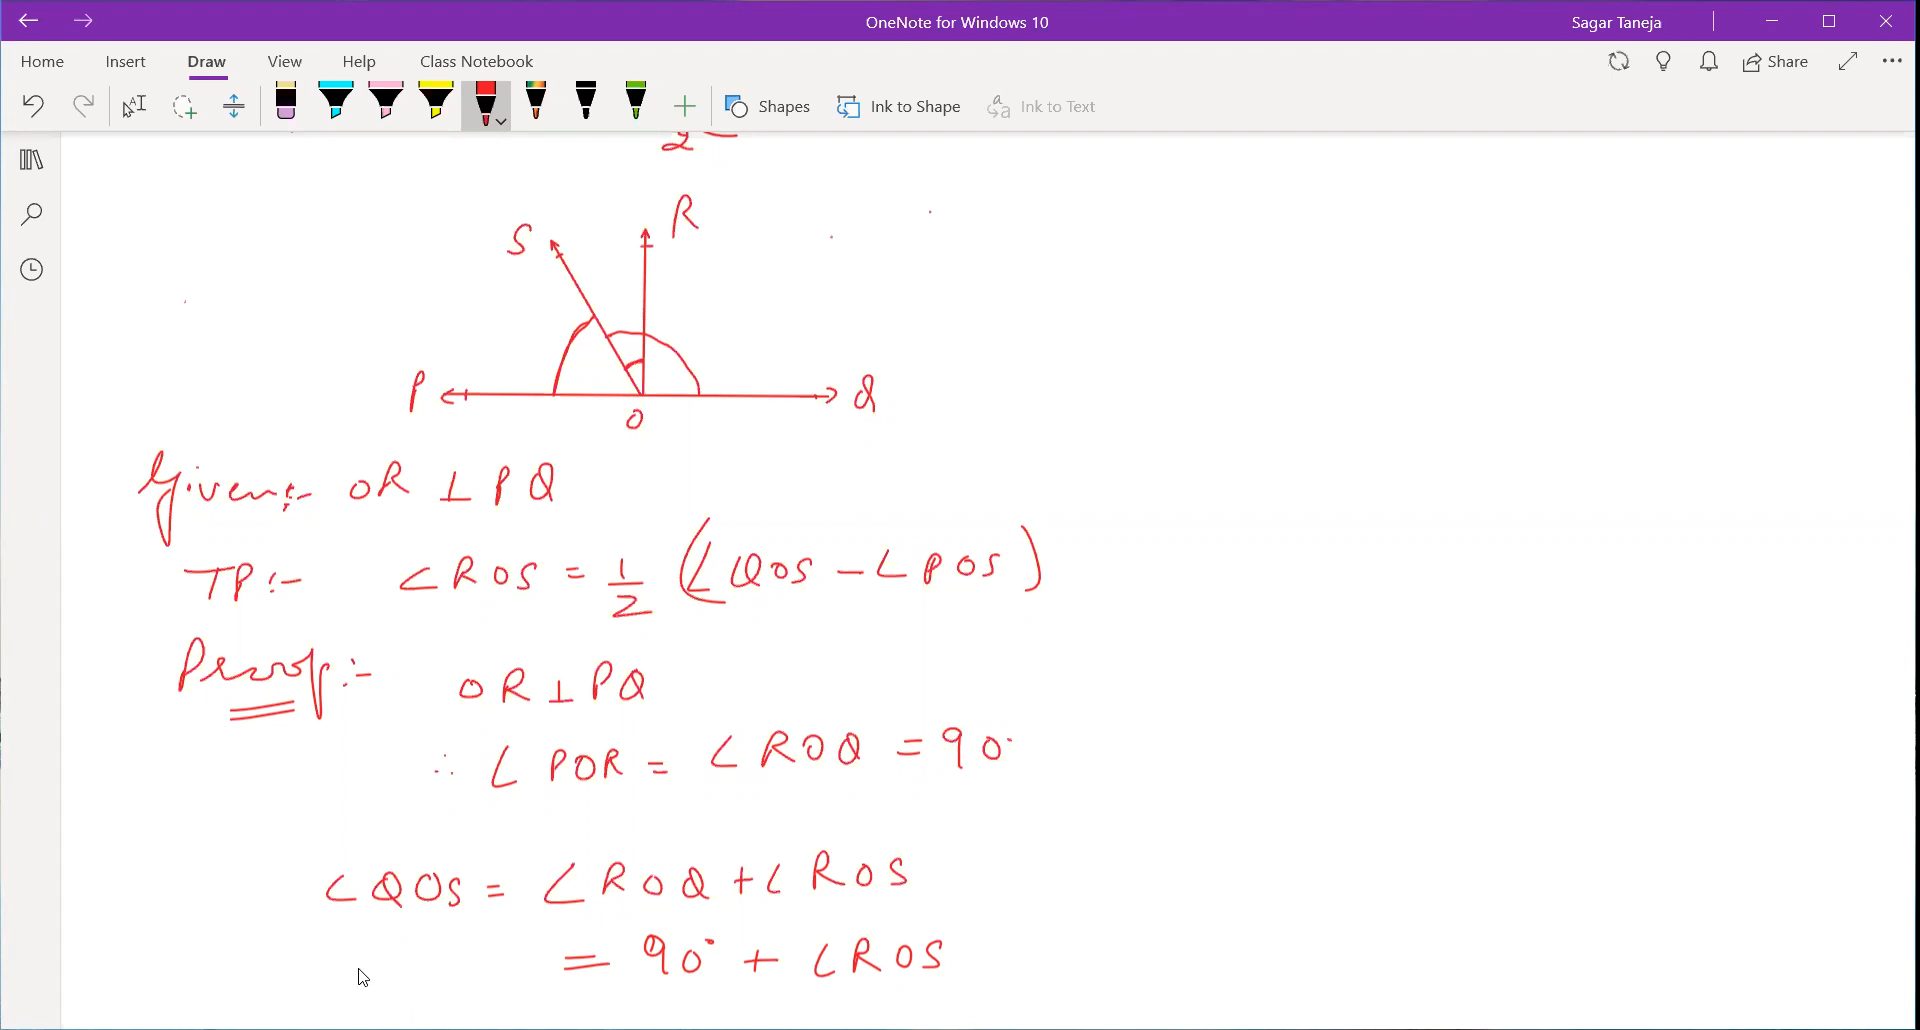 OneNote for Windows 10
Sagar Taneja
Home Insert Draw View Help Class Notebook Share
Shapes Ink to Shape Ink to Text
2
S R
P O Q
Given:- OR ⊥ PQ
TP:- ∠ROS = 1/2 (∠QOS - ∠POS)
Proof:- OR ⊥ PQ
∴ ∠POR = ∠ROQ = 90°
∠QOS = ∠ROQ + ∠ROS
= 90° + ∠ROS